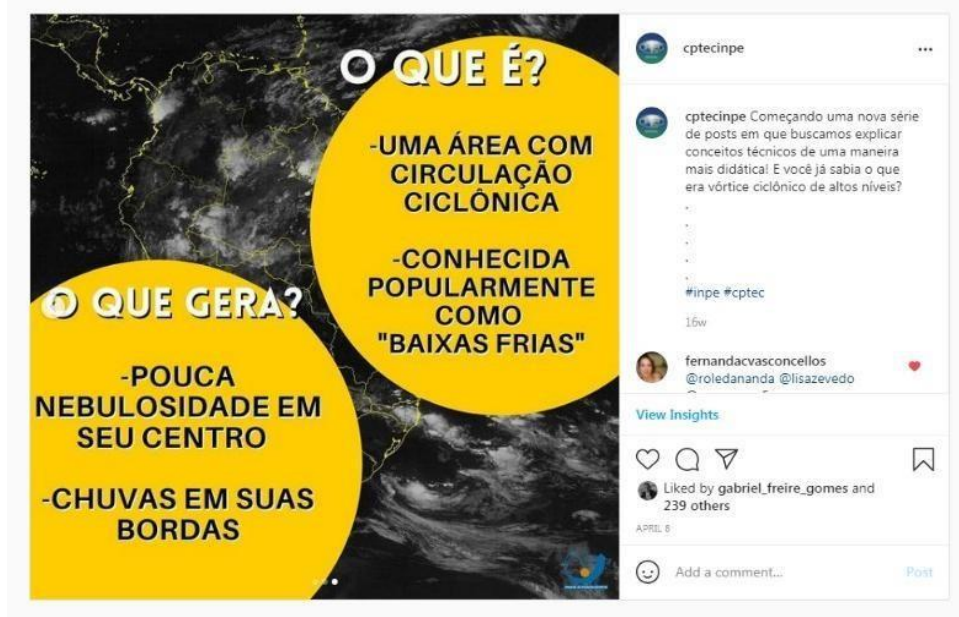 O QUE É?
-UMA ÁREA COM
CIRCULAÇÃO
CICLÔNICA
-CONHECIDA
POPULARMENTE
COMO
"BAIXAS FRIAS"
O QUE GERA?
-POUCA
NEBULOSIDADE EM
SEU CENTRO
-CHUVAS EM SUAS
BORDAS
cptecinpe
cptecinpe Começando uma nova série
de posts em que buscamos explicar
conceitos técnicos de uma maneira
mais didática! E você já sabia o que
era vórtice ciclônico de altos níveis?
.
.
.
.
.
#inpe #cptec
16w
fernandacvasconcellos
@roledananda @lisazevedo
View Insights
Liked by gabriel_freire_gomes and
239 others
APRIL 8
Add a comment...
Post